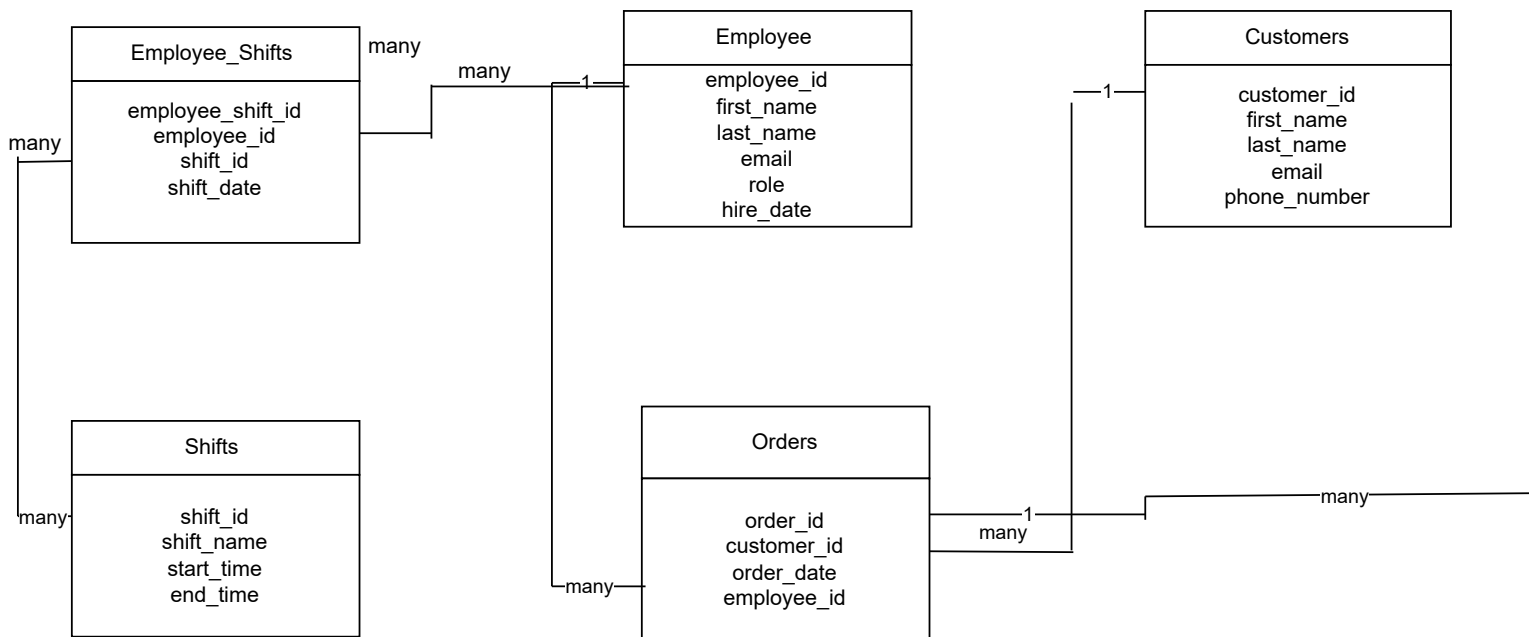 Employee_Shifts
many
employee_shift_id
employee_id
shift_id
shift_date
many
many
Employee
1
employee_id
first_name
last_name
email
role
hire_date
Customers
1
customer_id
first_name
last_name
email
phone_number
Shifts
many
shift_id
shift_name
start_time
end_time
Orders
order_id
customer_id
order_date
employee_id
many
1
many
many